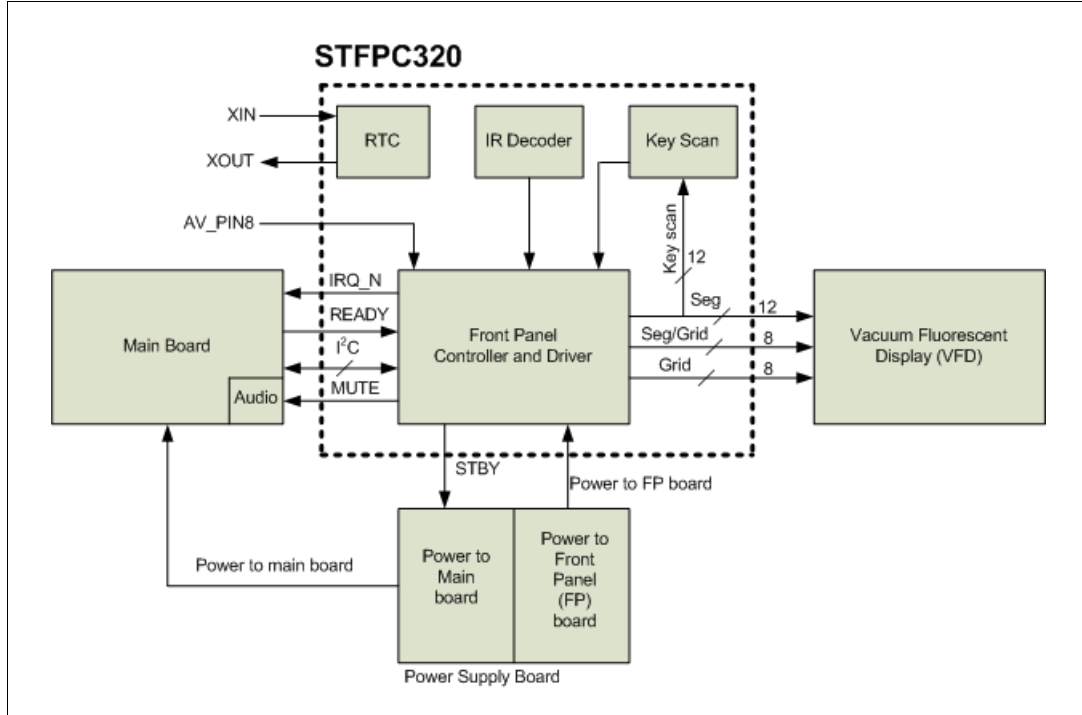 STFPC320
XIN
XOUT
RTC
IR Decoder
Key Scan
AV_PIN8
Key scan
12
IRQ_N
READY
I²C
MUTE
Main Board
Audio
Front Panel
Controller and Driver
Seg
12
Seg/Grid
8
Grid
8
Vacuum Fluorescent
Display (VFD)
STBY
Power to FP board
Power to main board
Power to
Main
board
Power to
Front
Panel
(FP)
board
Power Supply Board